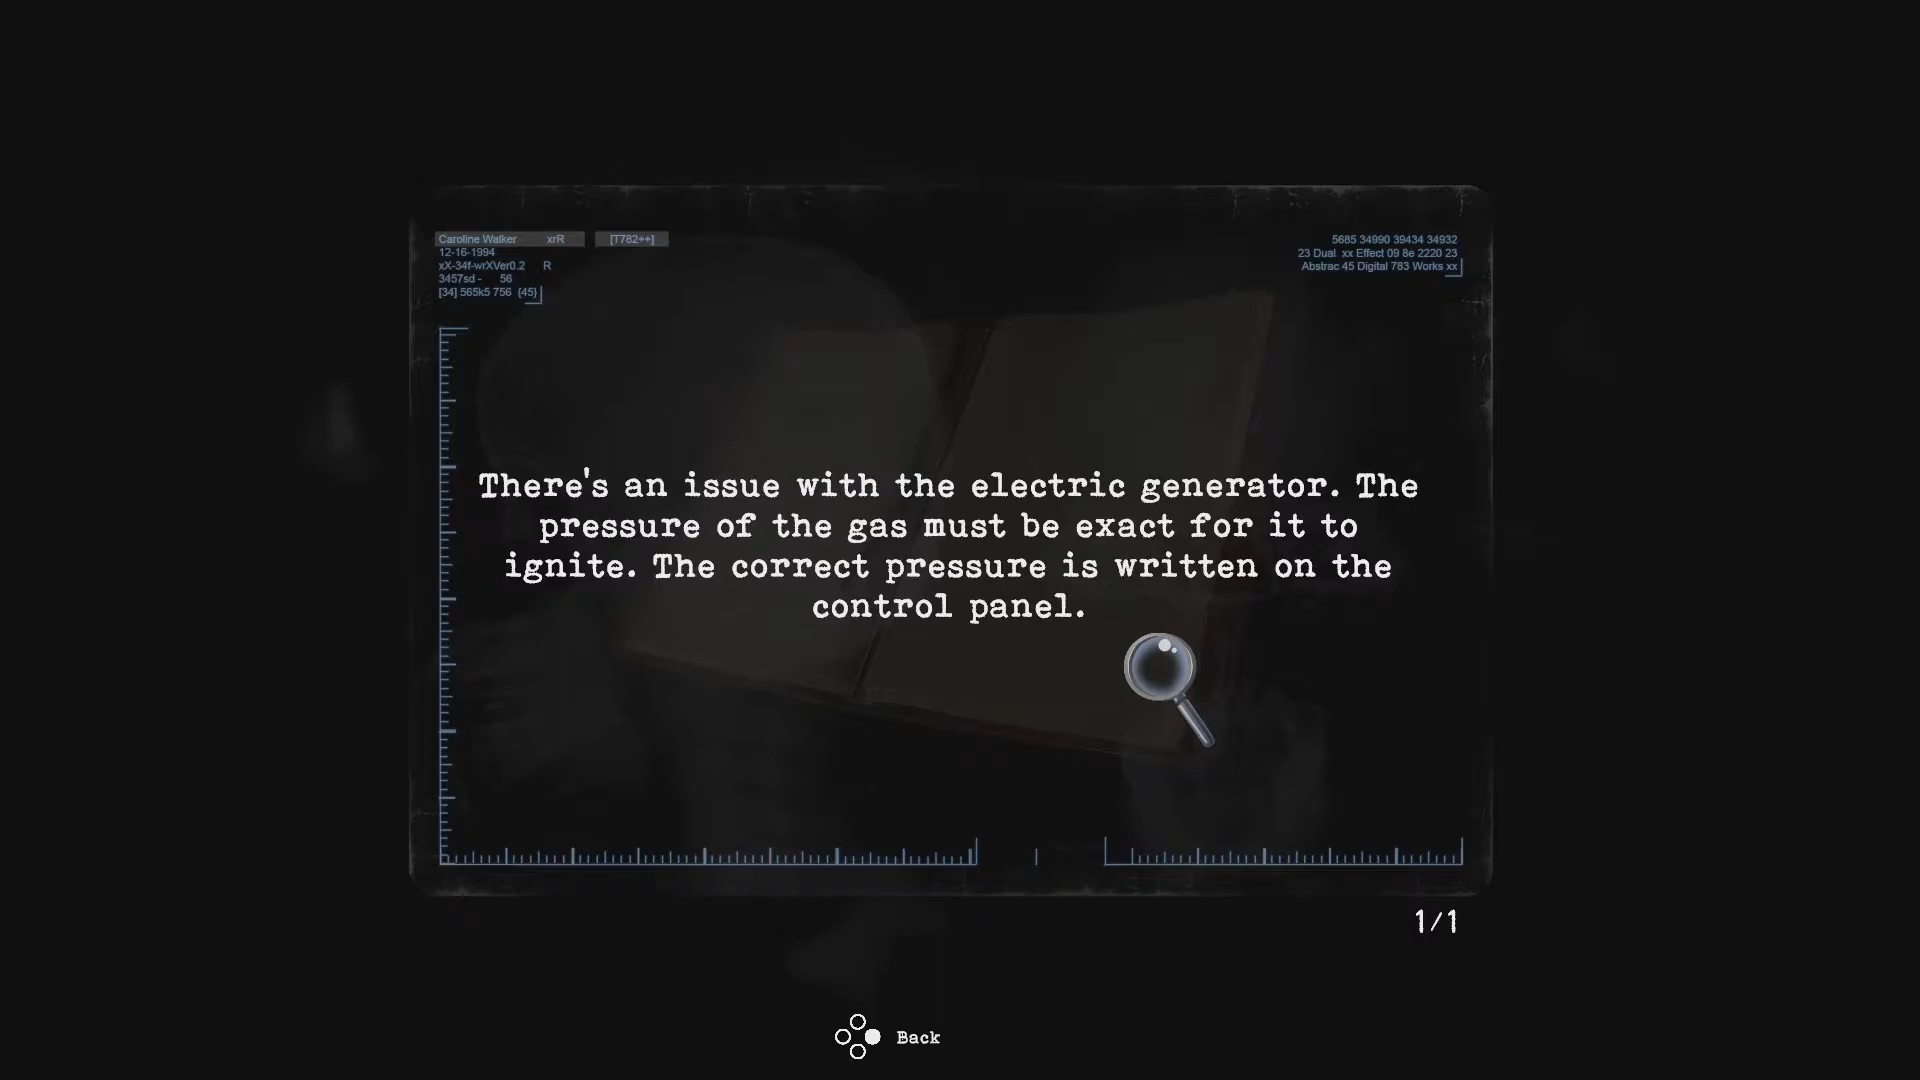 Caroline Walker xrR [T782++]
12-16-1994
xX-34f-wrXVer0.2 R
3457sd - 56
[34] 565k5 756 {45}
5685 34990 39434 34932
23 Dual xx Effect 09 8e 2220 23
Abstrac 45 Digital 783 Works xx
There's an issue with the electric generator. The
pressure of the gas must be exact for it to
ignite. The correct pressure is written on the
control panel.
1/1
Back